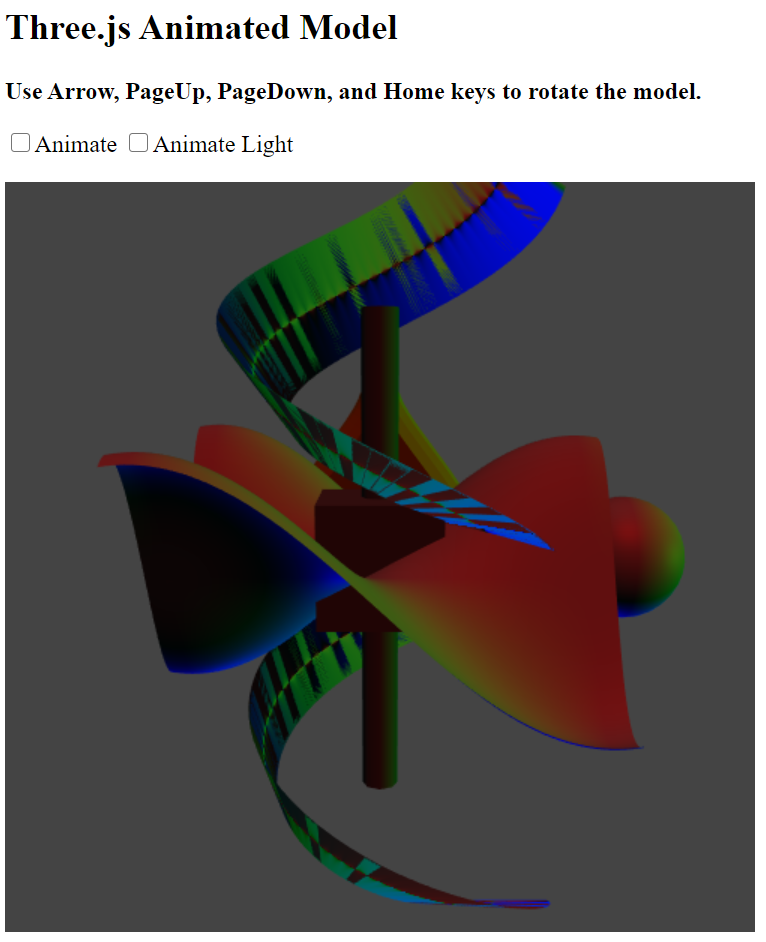 Three.js Animated Model
Use Arrow, PageUp, PageDown, and Home keys to rotate the model.
Animate Animate Light